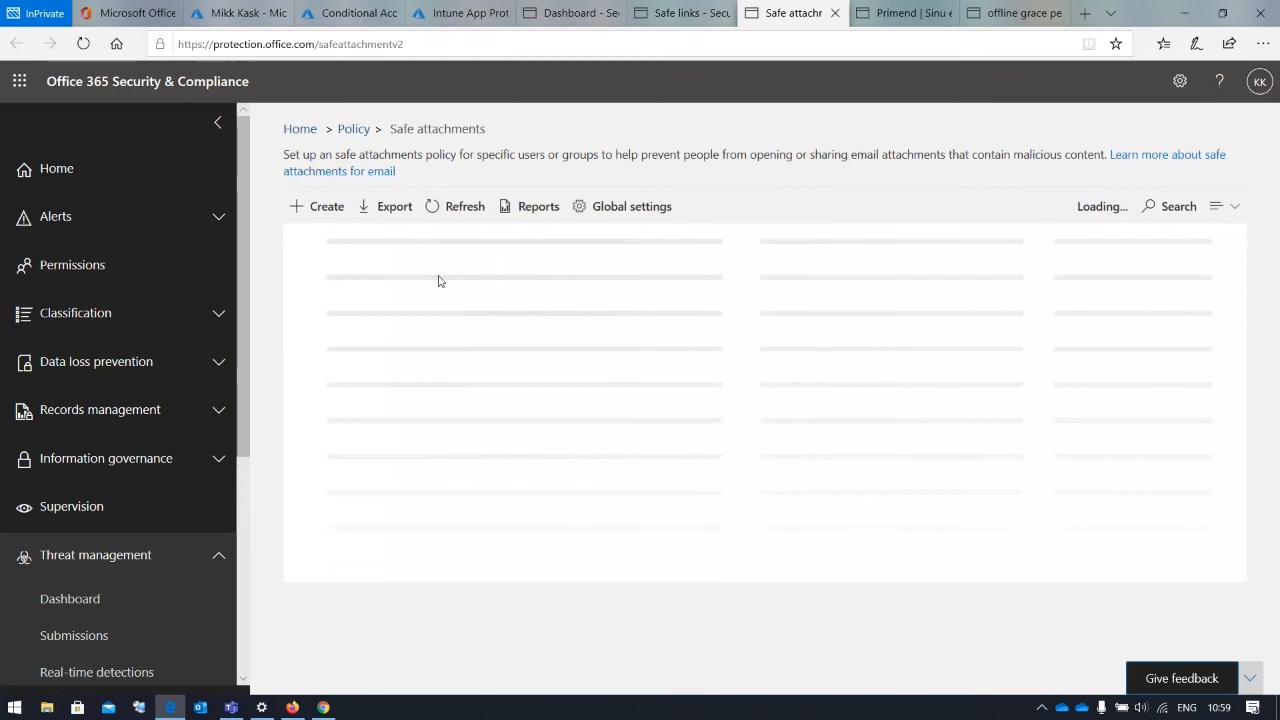 InPrivate
Microsoft Office
Mikk Kask - Mic
Conditional Acc
Intune App Prot
Dashboard - Se
Safe links - Secu
Safe attachr
Primend | Sinu e
offline grace pe
https://protection.office.com/safeattachmentv2
Office 365 Security & Compliance
KK
Home > Policy > Safe attachments
Set up an safe attachments policy for specific users or groups to help prevent people from opening or sharing email attachments that contain malicious content. Learn more about safe
attachments for email
Create Export Refresh Reports Global settings Loading... Search
Home
Alerts
Permissions
Classification
Data loss prevention
Records management
Information governance
Supervision
Threat management
Dashboard
Submissions
Real-time detections
Give feedback
ENG 10:59